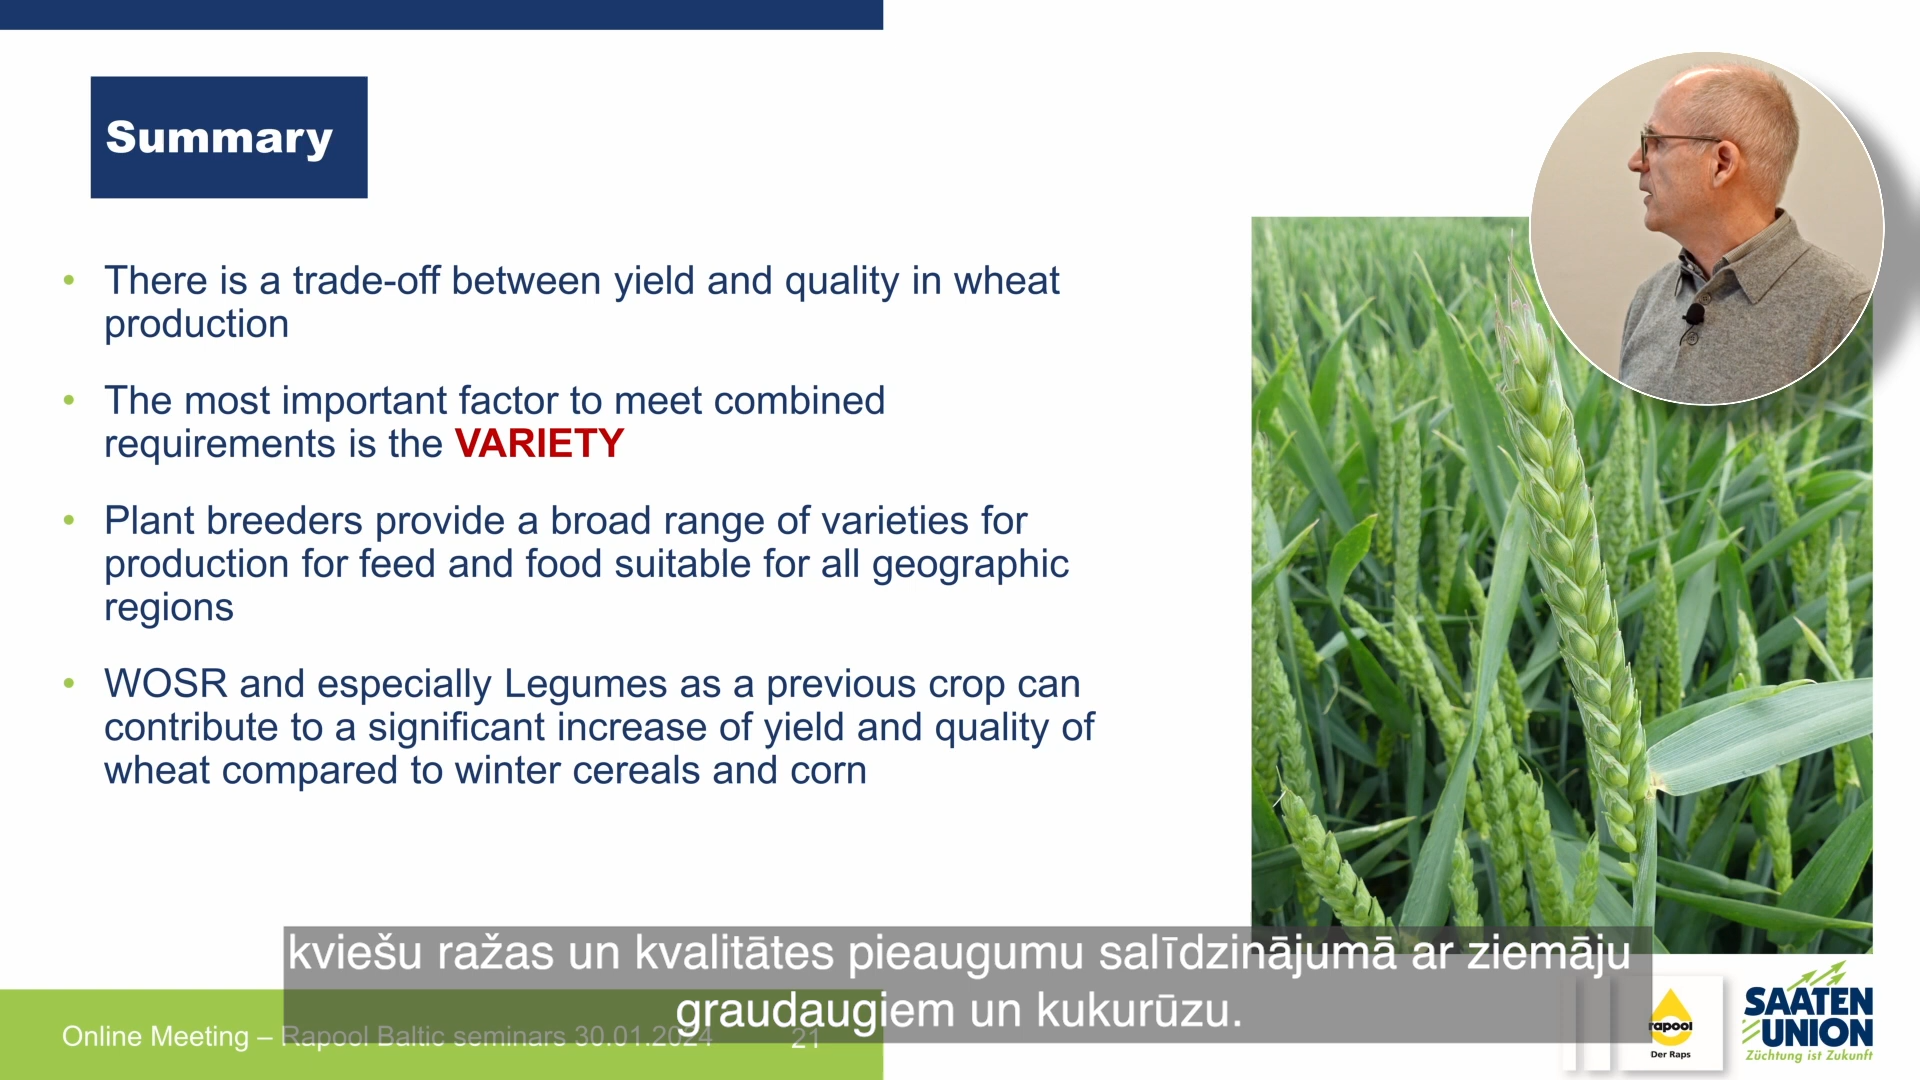 Summary
• There is a trade-off between yield and quality in wheat
production
• The most important factor to meet combined
requirements is the VARIETY
• Plant breeders provide a broad range of varieties for
production for feed and food suitable for all geographic
regions
• WOSR and especially Legumes as a previous crop can
contribute to a significant increase of yield and quality of
wheat compared to winter cereals and corn
kviešu ražas un kvalitātes pieaugumu salīdzinājumā ar ziemāju
graudaugiem un kukurūzu.
Online Meeting – Rapool Baltic seminars 30.01.2024 21
rapool
Der Raps
SAATEN
UNION
Züchtung ist Zukunft